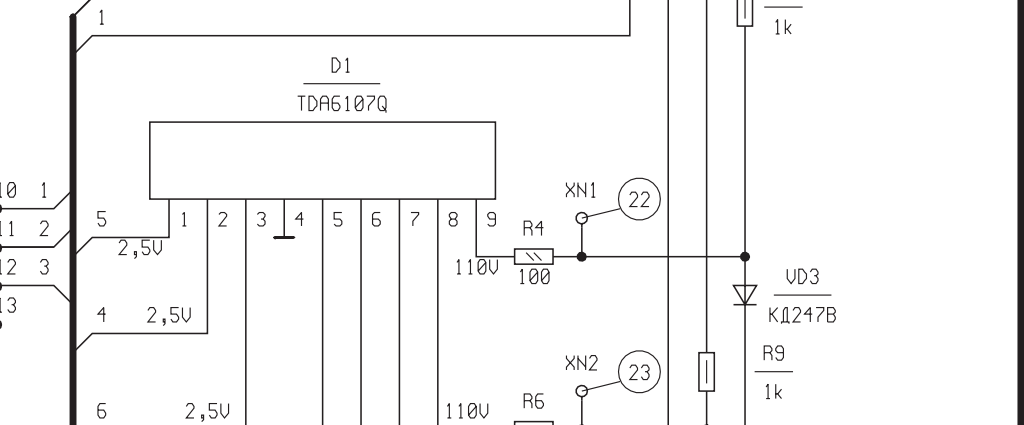 1
1k
D1
TDA6107Q
10 1
XN1 22
5 1 2 3 4 5 6 7 8 9
11 2
R4
2,5V
12 3
110V
100
VD3
13
4 2,5V
КД247В
R9
XN2 23
1k
R6
6 2,5V 110V